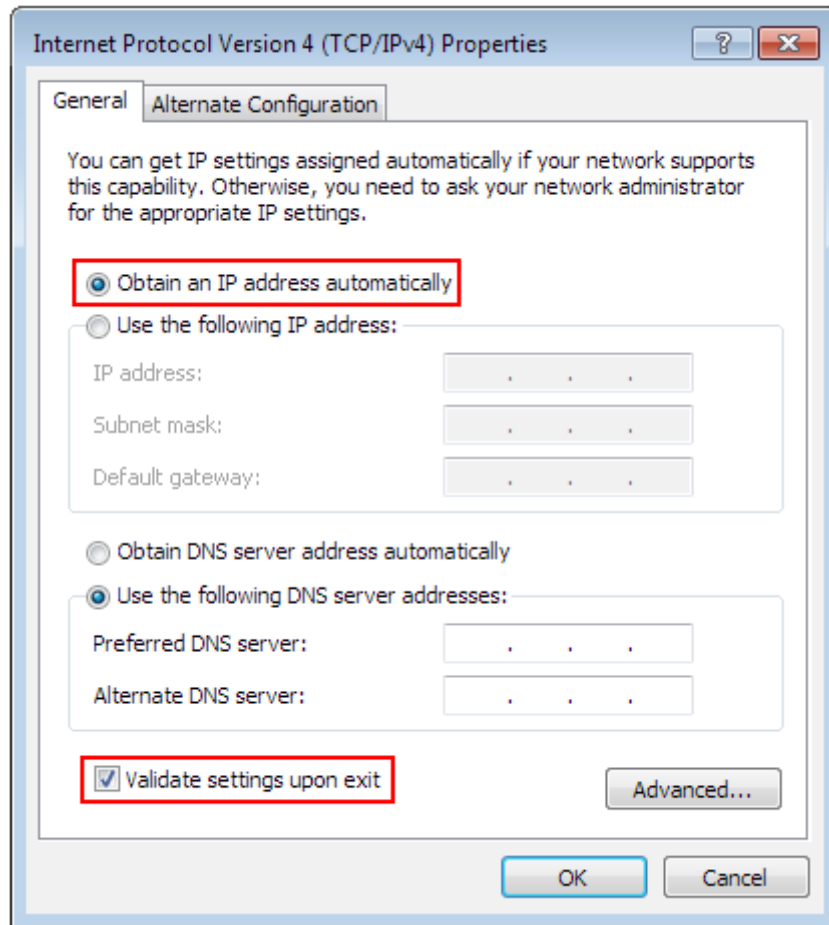 Internet Protocol Version 4 (TCP/IPv4) Properties
General
Alternate Configuration
You can get IP settings assigned automatically if your network supports
this capability. Otherwise, you need to ask your network administrator
for the appropriate IP settings.
Obtain an IP address automatically
Use the following IP address:
IP address:
Subnet mask:
Default gateway:
Obtain DNS server address automatically
Use the following DNS server addresses:
Preferred DNS server:
Alternate DNS server:
Validate settings upon exit
Advanced...
OK
Cancel